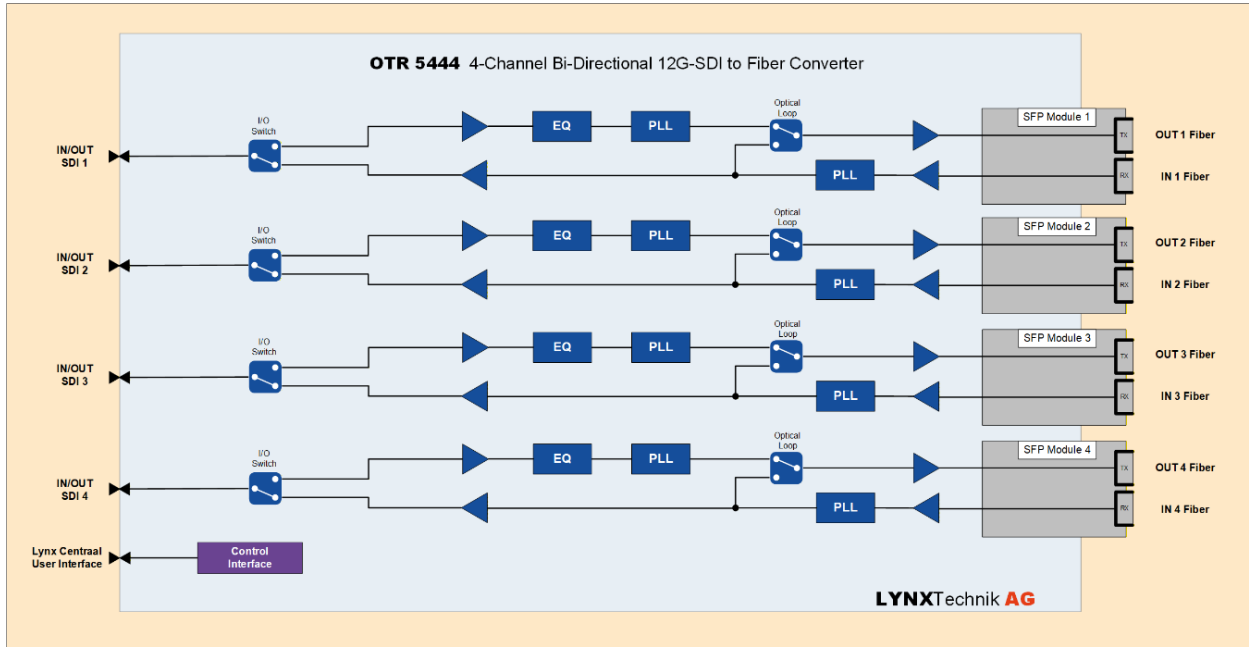 OTR 5444 4-Channel Bi-Directional 12G-SDI to Fiber Converter
I/O
Switch
Optical
Loop
SFP Module 1
IN/OUT
SDI 1
EQ
PLL
TX
OUT 1 Fiber
PLL
RX
IN 1 Fiber
I/O
Switch
Optical
Loop
SFP Module 2
IN/OUT
SDI 2
EQ
PLL
TX
OUT 2 Fiber
PLL
RX
IN 2 Fiber
I/O
Switch
Optical
Loop
SFP Module 3
IN/OUT
SDI 3
EQ
PLL
TX
OUT 3 Fiber
PLL
RX
IN 3 Fiber
I/O
Switch
Optical
Loop
SFP Module 4
IN/OUT
SDI 4
EQ
PLL
TX
OUT 4 Fiber
PLL
RX
IN 4 Fiber
Lynx Centraal
User Interface
Control
Interface
LYNXTechnik AG